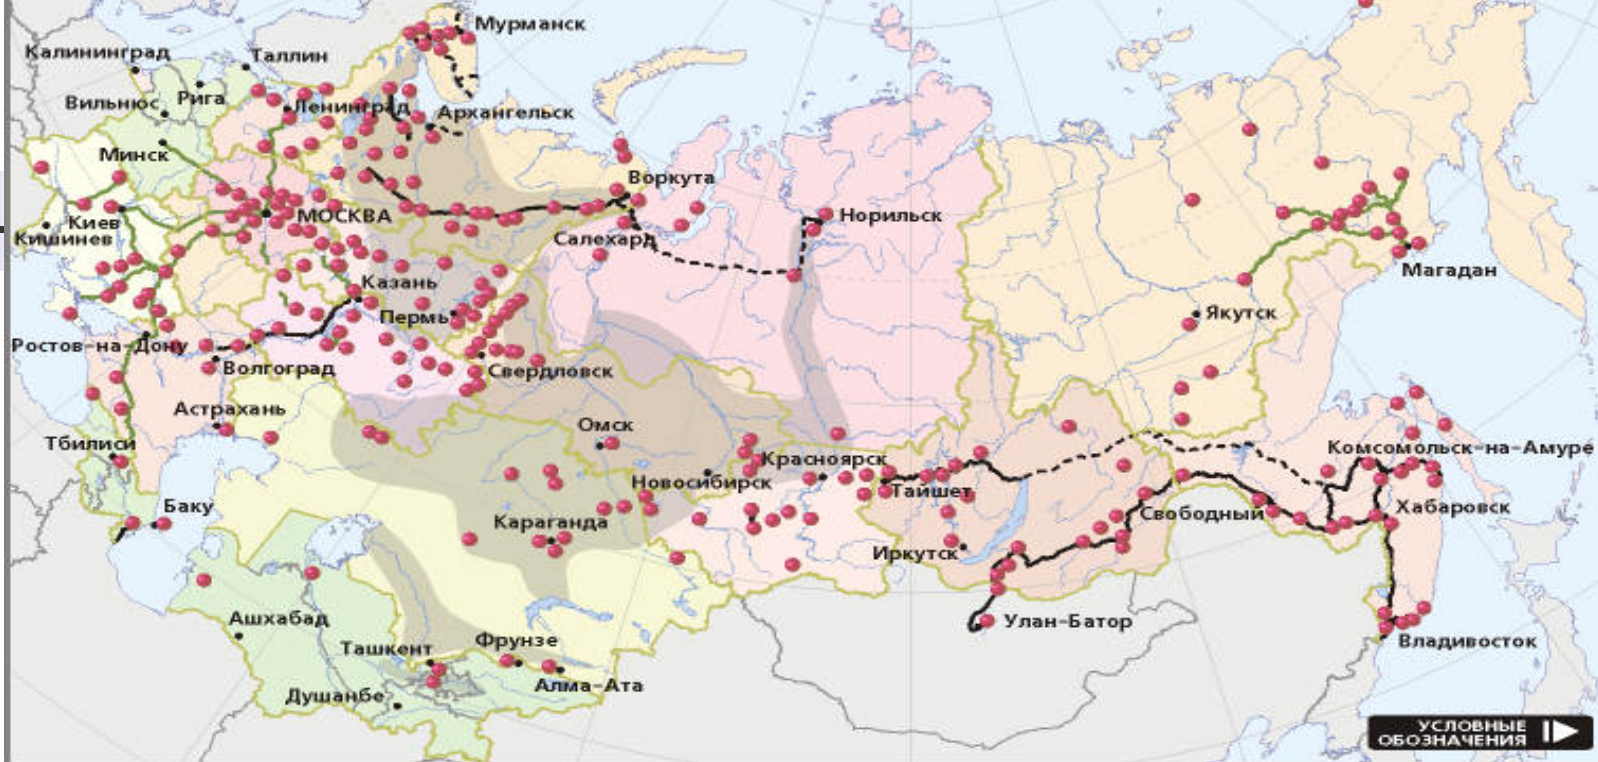 Мурманск
Калининград
Таллин
Вильнюс
Рига
Ленинград
Архангельск
Минск
Воркута
Киев
МОСКВА
Норильск
Кишинев
Салехард
Магадан
Казань
Пермь
Якутск
Ростов-на-Дону
Волгоград
Свердловск
Астрахань
Омск
Тбилиси
Красноярск
Комсомольск-на-Амуре
Новосибирск
Тайшет
Баку
Караганда
Свободный
Хабаровск
Иркутск
Ашхабад
Улан-Батор
Ташкент
Фрунзе
Владивосток
Алма-Ата
Душанбе
УСЛОВНЫЕ
ОБОЗНАЧЕНИЯ